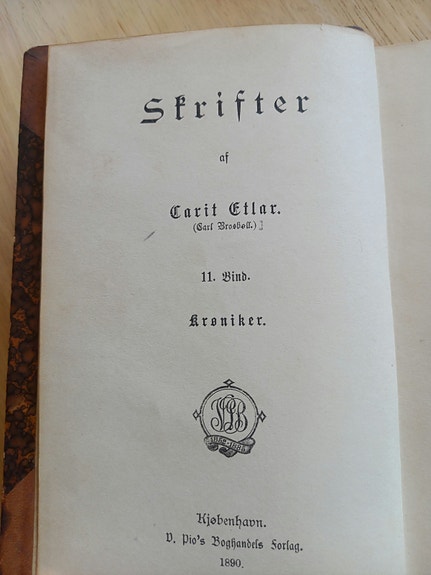 Skrifter
af
Carit Etlar.
(Carl Brosbøll.)
11. Bind.
Krøniker.
Kjøbenhavn.
V. Pio's Boghandels Forlag.
1890.